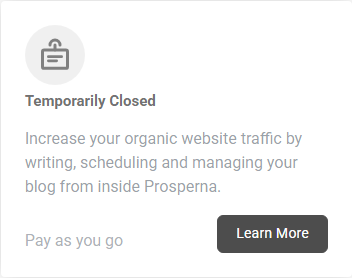 Temporarily Closed
Increase your organic website traffic by
writing, scheduling and managing your
blog from inside Prosperna.
Pay as you go
Learn More